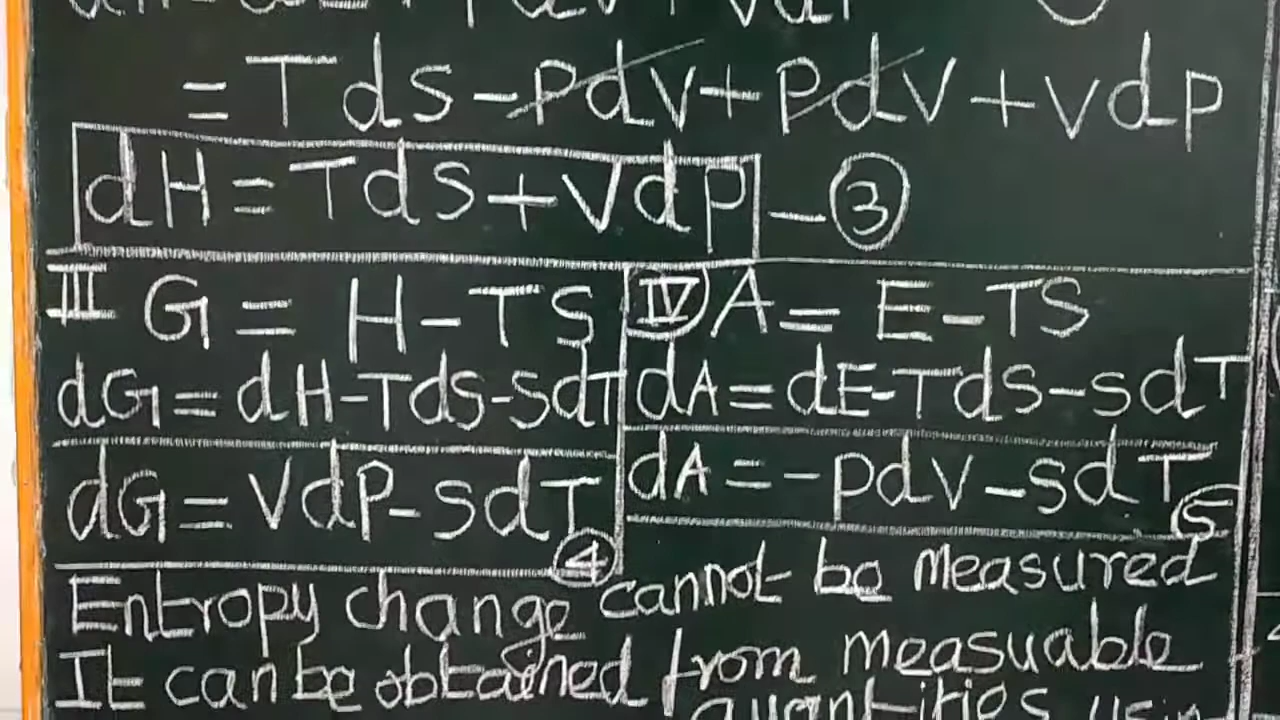 = TdS - pdv + pdv + vdp
dH = TdS + Vdp - ③
III G = H - TS
dG = dH - TdS - SdT
dG = VdP - SdT ④
IV A = E - TS
dA = dE - TdS - SdT
dA = -pdv - SdT ⑤
Entropy change cannot be measured
It can be obtained from measuable
quantities